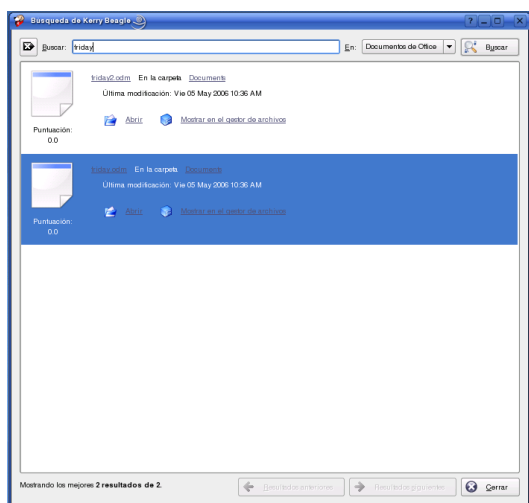 Busqueda de Kerry Beagle
Buscar: friday En: Documentos de Office Buscar
friday2.odm En la carpeta Documents
Última modificación: Vie 05 May 2006 10:36 AM
Abrir Mostrar en el gestor de archivos
Puntuación:
0.0
friday.odm En la carpeta Documents
Última modificación: Vie 05 May 2006 10:36 AM
Abrir Mostrar en el gestor de archivos
Puntuación:
0.0
Mostrando los mejores 2 resultados de 2. Resultados anteriores Resultados siguientes Cerrar